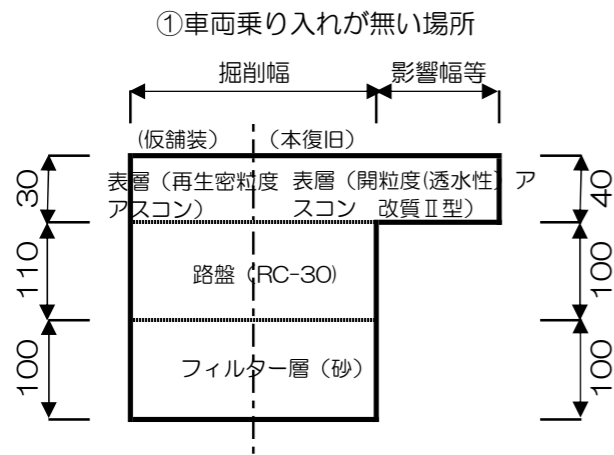 ①車両乗り入れが無い場所
掘削幅 影響幅等
(仮舗装) (本復旧)
表層(再生密粒度 表層(開粒度(透水性) ア
アスコン) スコン 改質Ⅱ型)
30 40
路盤(RC-30)
110 100
フィルター層(砂)
100 100